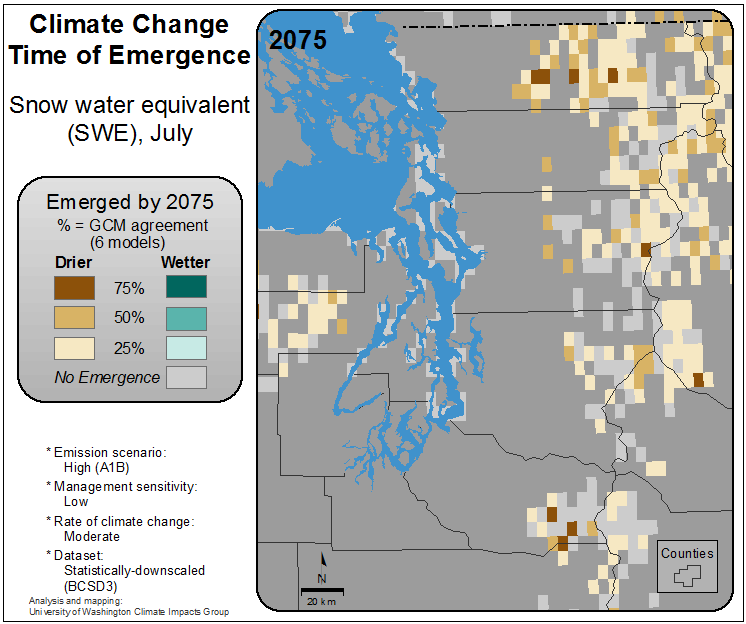 Climate Change
Time of Emergence
Snow water equivalent
(SWE), July
Emerged by 2075
% = GCM agreement
(6 models)
Drier Wetter
75%
50%
25%
No Emergence
* Emission scenario:
High (A1B)
* Management sensitivity:
Low
* Rate of climate change:
Moderate
* Dataset:
Statistically-downscaled
(BCSD3)
Analysis and mapping:
University of Washington Climate Impacts Group
2075
N
20 km
Counties